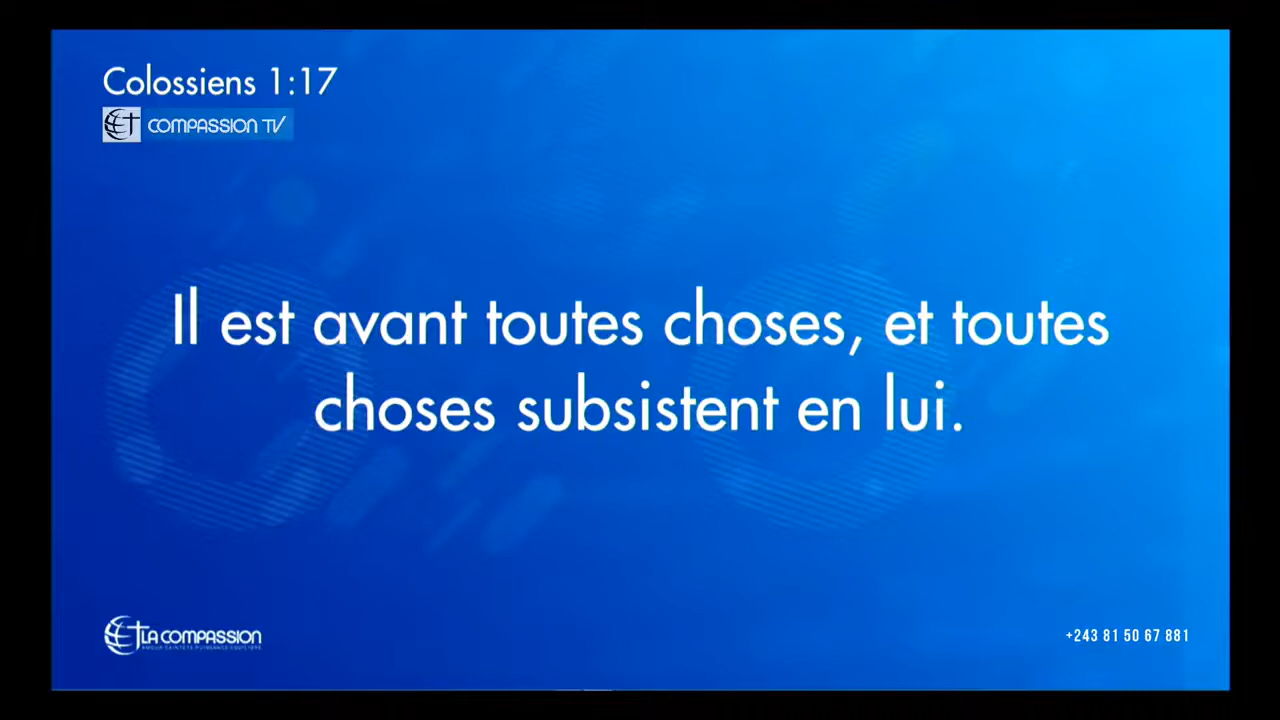 Colossiens 1:17
COMPASSION TV
Il est avant toutes choses, et toutes
choses subsistent en lui.
LA COMPASSION
+243 81 50 67 881